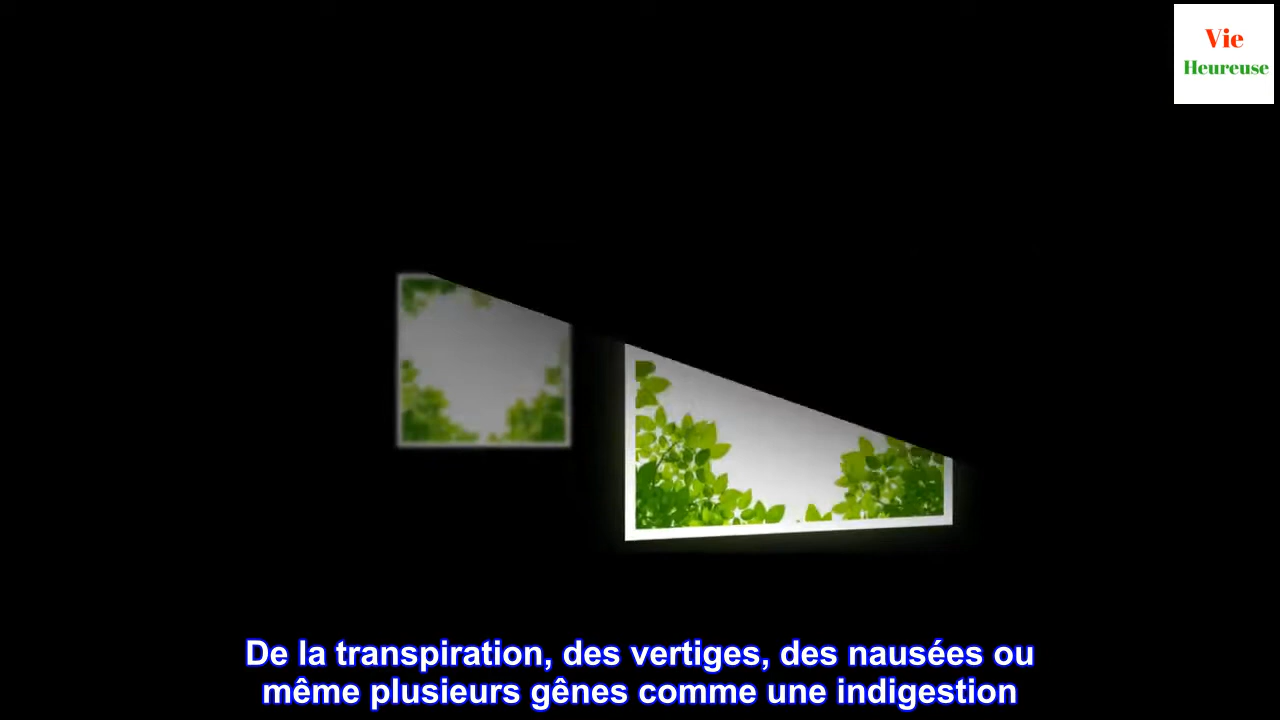 Vie
Heureuse
De la transpiration, des vertiges, des nausées ou
même plusieurs gênes comme une indigestion